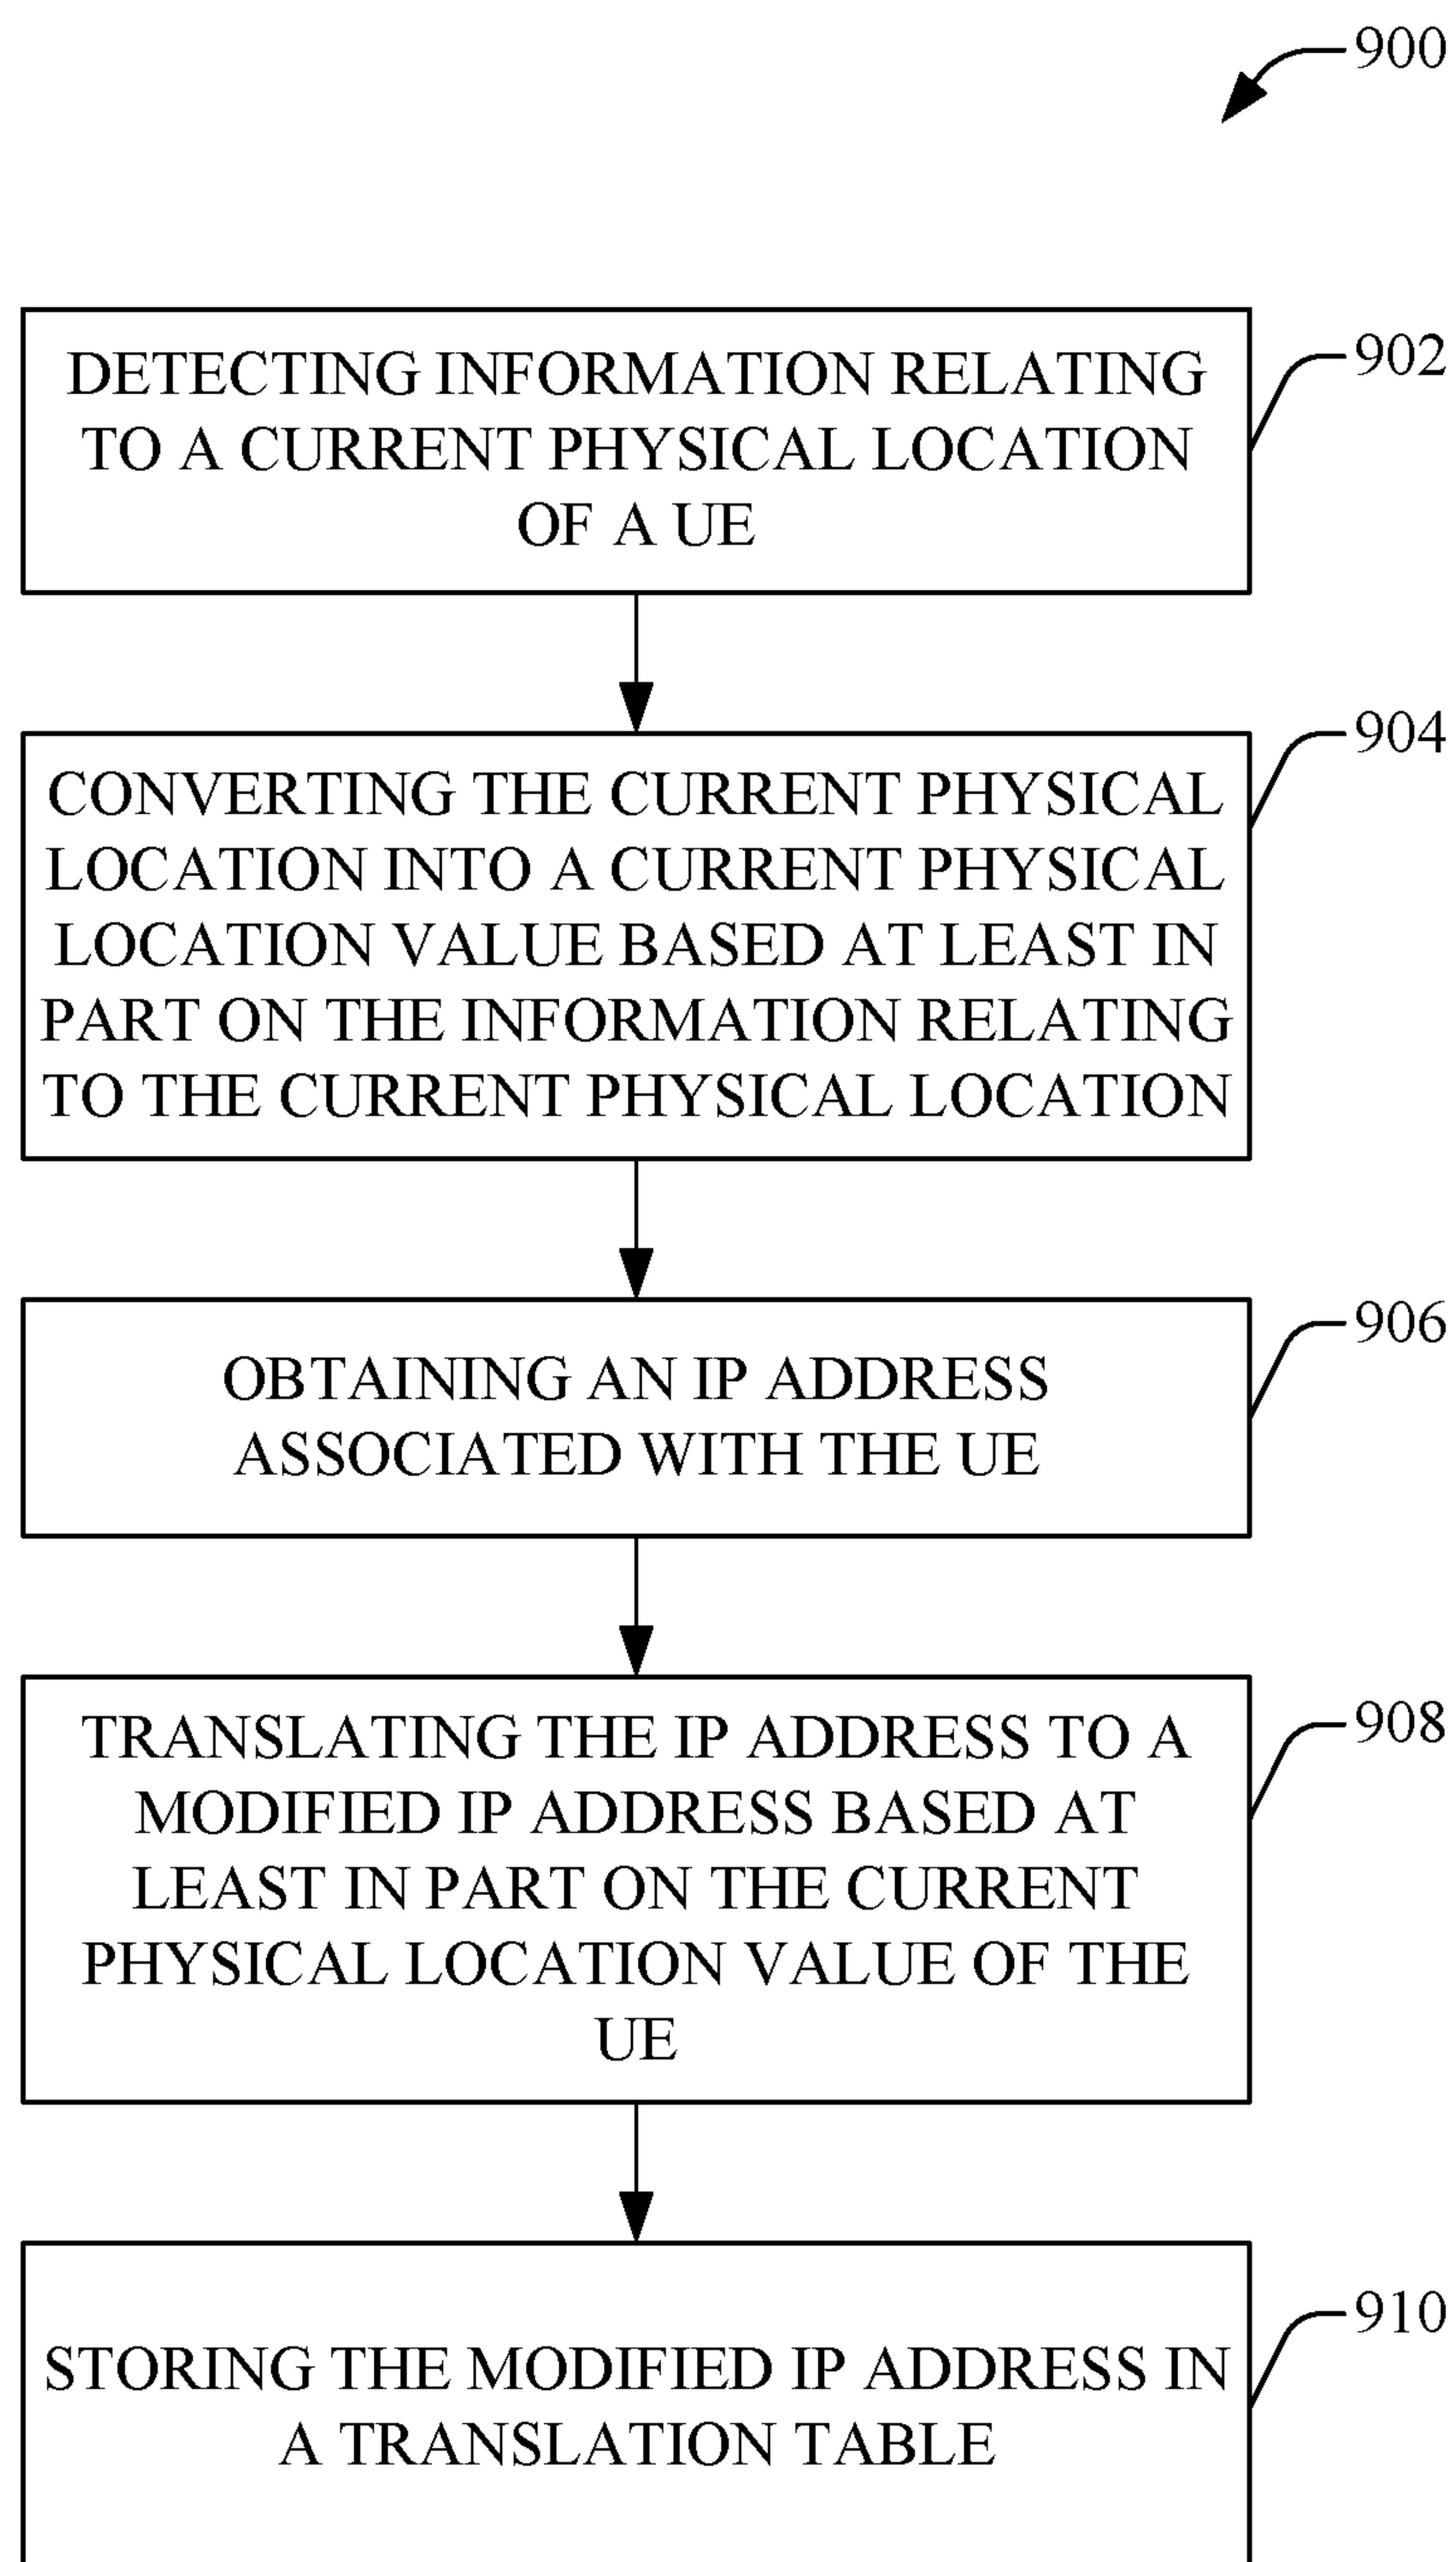 900
DETECTING INFORMATION RELATING
TO A CURRENT PHYSICAL LOCATION
OF A UE
902
CONVERTING THE CURRENT PHYSICAL
LOCATION INTO A CURRENT PHYSICAL
LOCATION VALUE BASED AT LEAST IN
PART ON THE INFORMATION RELATING
TO THE CURRENT PHYSICAL LOCATION
904
OBTAINING AN IP ADDRESS
ASSOCIATED WITH THE UE
906
TRANSLATING THE IP ADDRESS TO A
MODIFIED IP ADDRESS BASED AT
LEAST IN PART ON THE CURRENT
PHYSICAL LOCATION VALUE OF THE
UE
908
STORING THE MODIFIED IP ADDRESS IN
A TRANSLATION TABLE
910